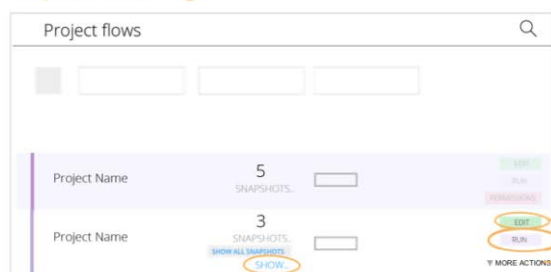 Project flows
Project Name
5
SNAPSHOTS..
EDIT
RUN
PERMISSIONS
Project Name
3
SNAPSHOTS..
SHOW ALL SNAPSHOTS
SHOW...
EDIT
RUN
▼ MORE ACTIONS